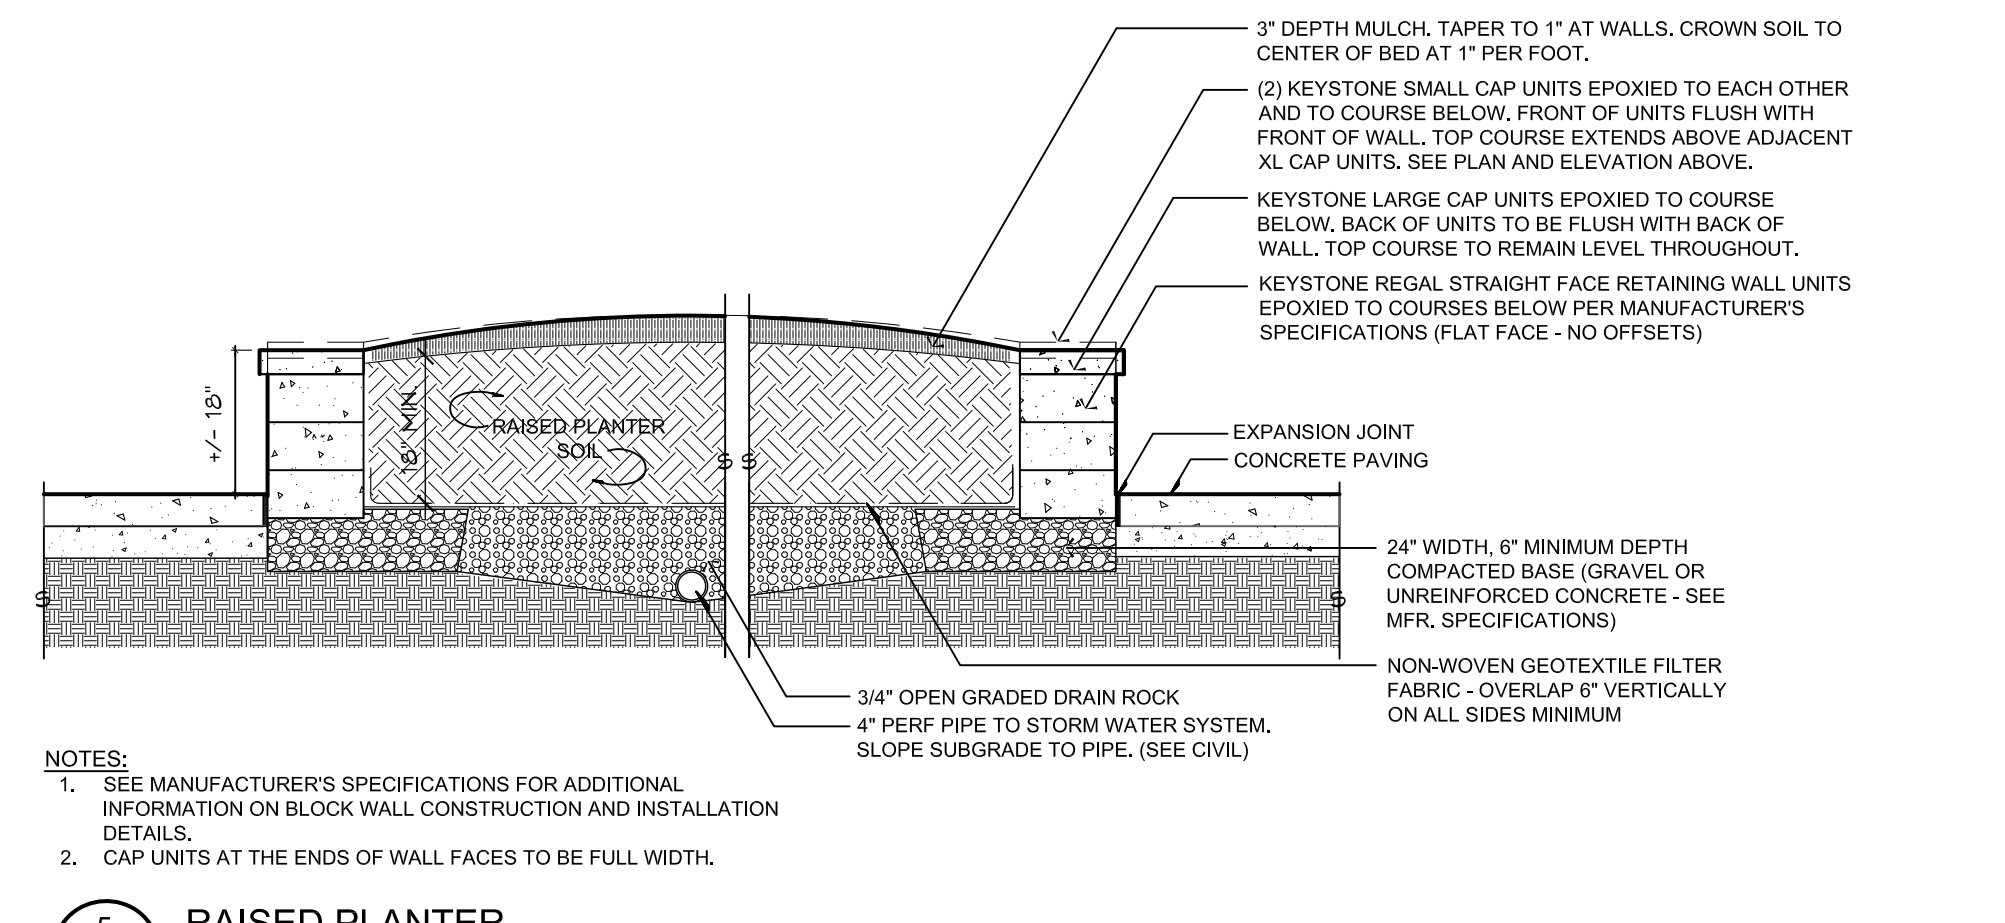 3" DEPTH MULCH. TAPER TO 1" AT WALLS. CROWN SOIL TO
CENTER OF BED AT 1" PER FOOT.
(2) KEYSTONE SMALL CAP UNITS EPOXIED TO EACH OTHER
AND TO COURSE BELOW. FRONT OF UNITS FLUSH WITH
FRONT OF WALL. TOP COURSE EXTENDS ABOVE ADJACENT
XL CAP UNITS. SEE PLAN AND ELEVATION ABOVE.
KEYSTONE LARGE CAP UNITS EPOXIED TO COURSE
BELOW. BACK OF UNITS TO BE FLUSH WITH BACK OF
WALL. TOP COURSE TO REMAIN LEVEL THROUGHOUT.
KEYSTONE REGAL STRAIGHT FACE RETAINING WALL UNITS
EPOXIED TO COURSES BELOW PER MANUFACTURER'S
SPECIFICATIONS (FLAT FACE - NO OFFSETS)
+/- 18"
18" MIN.
RAISED PLANTER
SOIL
S S
EXPANSION JOINT
CONCRETE PAVING
S
S
24" WIDTH, 6" MINIMUM DEPTH
COMPACTED BASE (GRAVEL OR
UNREINFORCED CONCRETE - SEE
MFR. SPECIFICATIONS)
NON-WOVEN GEOTEXTILE FILTER
FABRIC - OVERLAP 6" VERTICALLY
ON ALL SIDES MINIMUM
3/4" OPEN GRADED DRAIN ROCK
4" PERF PIPE TO STORM WATER SYSTEM.
SLOPE SUBGRADE TO PIPE. (SEE CIVIL)
NOTES:
1. SEE MANUFACTURER'S SPECIFICATIONS FOR ADDITIONAL
INFORMATION ON BLOCK WALL CONSTRUCTION AND INSTALLATION
DETAILS.
2. CAP UNITS AT THE ENDS OF WALL FACES TO BE FULL WIDTH.
5 RAISED PLANTER